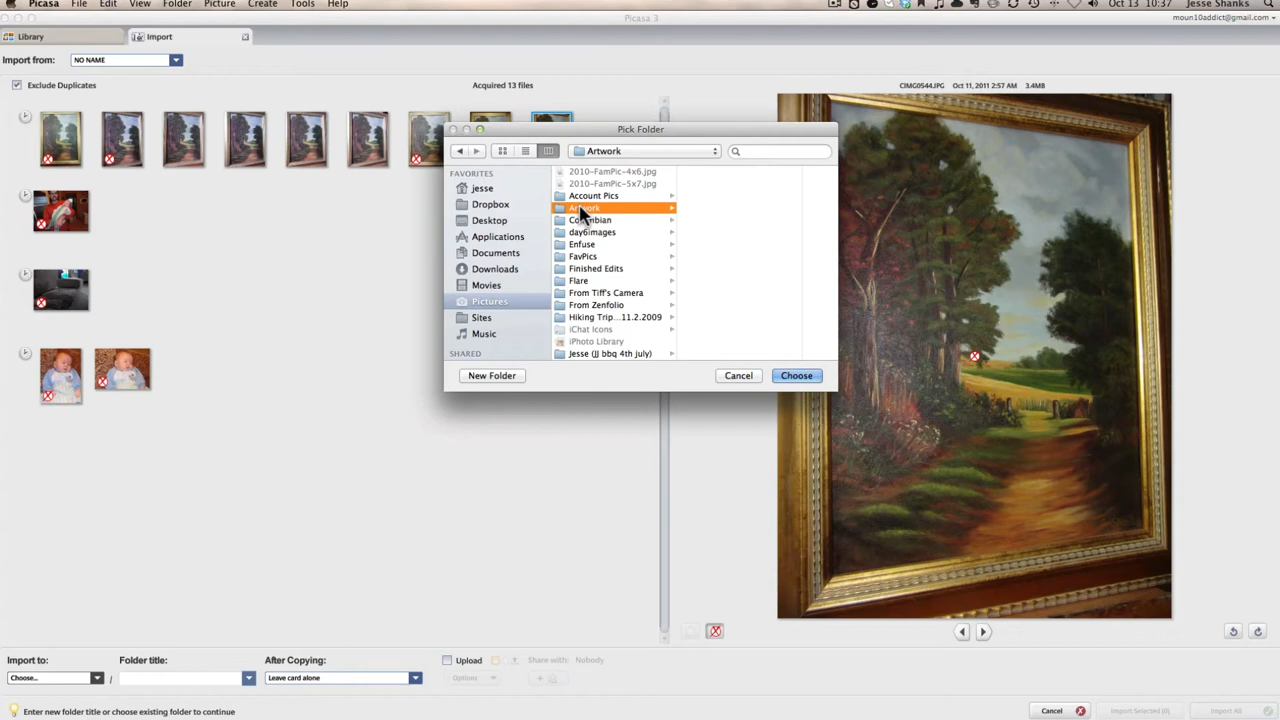 Picasa File Edit View Folder Picture Create Tools Help Oct 13 10:37 Jesse Shanks
Picasa 3
moun10addict@gmail.com
Library Import
Import from: NO NAME
Exclude Duplicates Acquired 13 files CIMG0544.JPG Oct 11, 2011 2:57 AM 3.4MB
Pick Folder
Artwork
FAVORITES
jesse
Dropbox
Desktop
Applications
Documents
Downloads
Movies
Pictures
Sites
Music
SHARED
2010-FamPic-4x6.jpg
2010-FamPic-5x7.jpg
Account Pics
Artwork
Columbian
day6images
Enfuse
FavPics
Finished Edits
Flare
From Tiff's Camera
From Zenfolio
Hiking Trip...11.2.2009
iChat Icons
iPhoto Library
Jesse (JJ bbq 4th july)
New Folder Cancel Choose
Import to: Folder title: After Copying: Upload Share with: Nobody
Choose... / Leave card alone Options +
Enter new folder title or choose existing folder to continue Cancel Import Selected (0) Import All